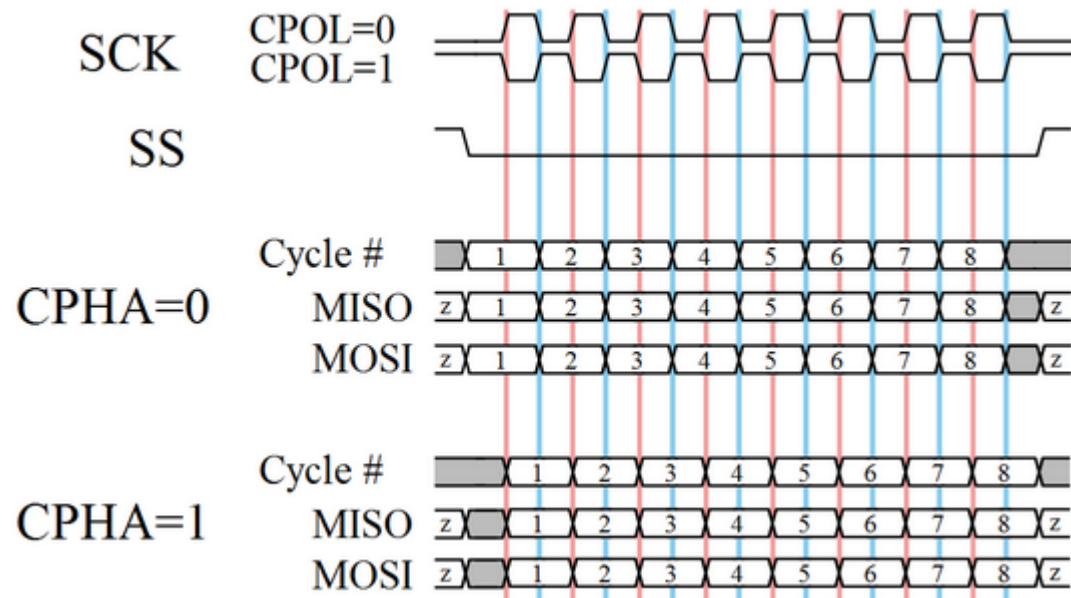 SCK CPOL=0
CPOL=1
SS
Cycle # 1 2 3 4 5 6 7 8
CPHA=0 MISO z 1 2 3 4 5 6 7 8 z
MOSI z 1 2 3 4 5 6 7 8 z
Cycle # 1 2 3 4 5 6 7 8
CPHA=1 MISO z 1 2 3 4 5 6 7 8 z
MOSI z 1 2 3 4 5 6 7 8 z